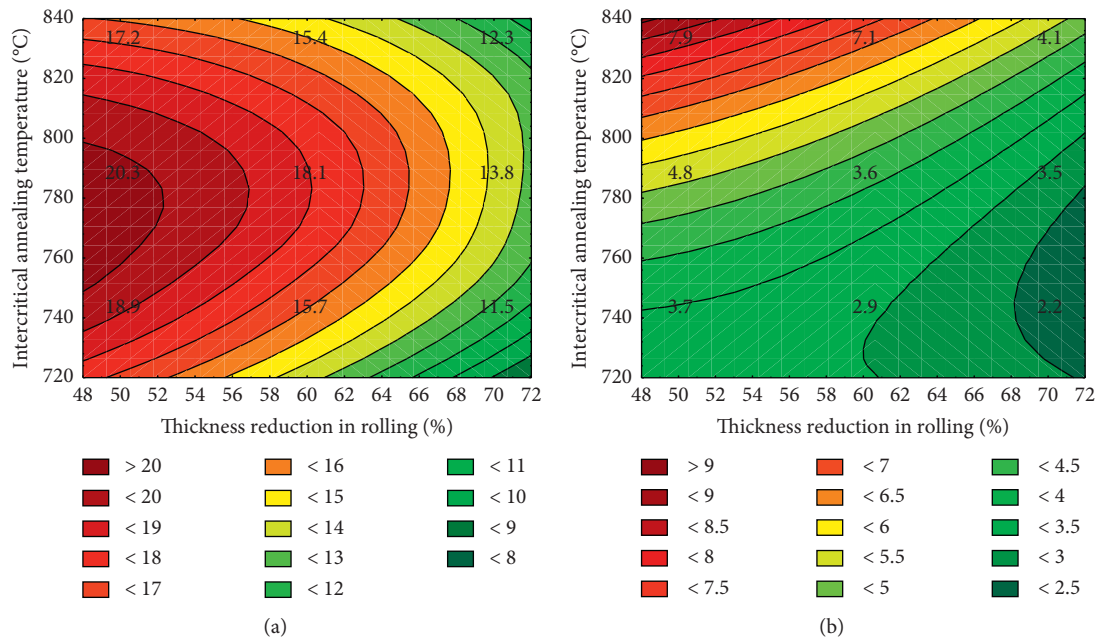 840
820
800
780
760
740
720
Intercritical annealing temperature (°C)
17.2 15.4 12.3
20.3 18.1 13.8
18.9 15.7 11.5
48 50 52 54 56 58 60 62 64 66 68 70 72
Thickness reduction in rolling (%)
> 20 < 16 < 11
< 20 < 15 < 10
< 19 < 14 < 9
< 18 < 13 < 8
< 17 < 12
(a)
840
820
800
780
760
740
720
Intercritical annealing temperature (°C)
7.9 7.1 4.1
4.8 3.6 3.5
3.7 2.9 2.2
48 50 52 54 56 58 60 62 64 66 68 70 72
Thickness reduction in rolling (%)
> 9 < 7 < 4.5
< 9 < 6.5 < 4
< 8.5 < 6 < 3.5
< 8 < 5.5 < 3
< 7.5 < 5 < 2.5
(b)